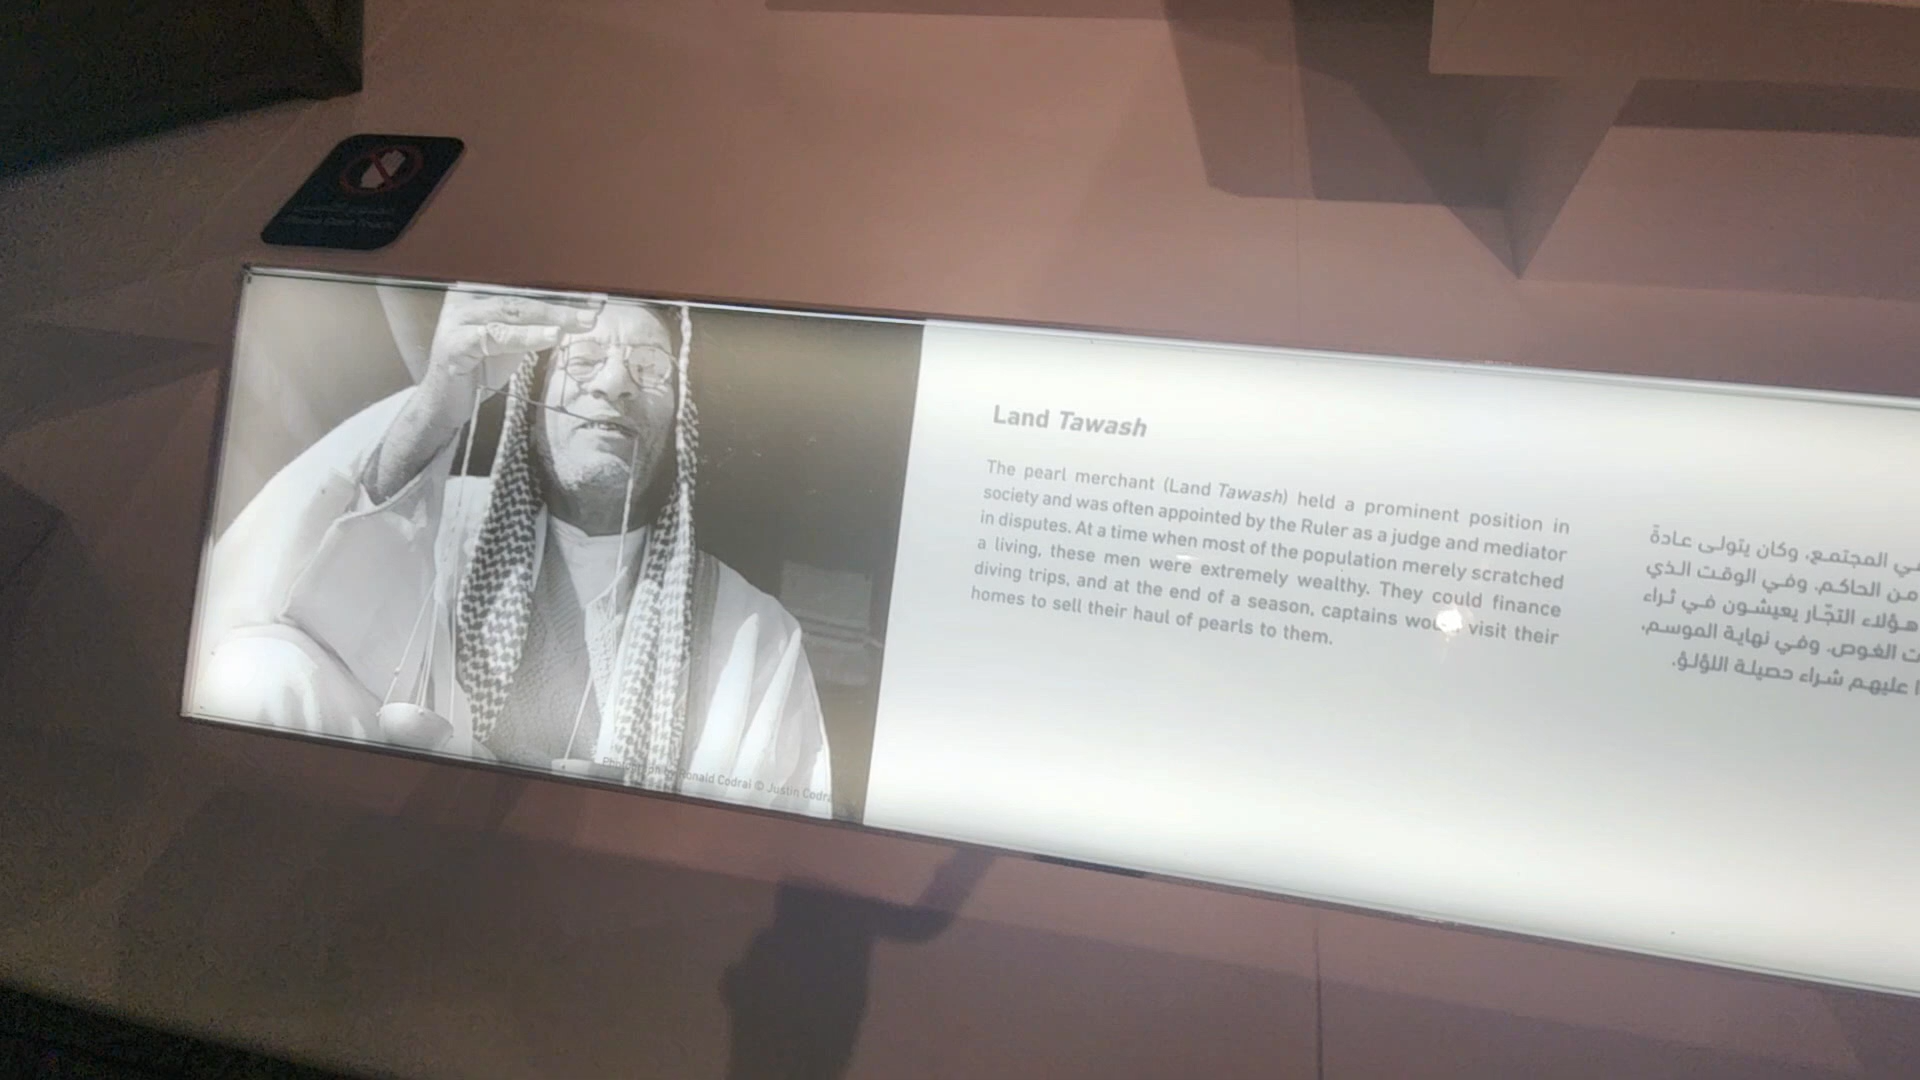 Land Tawash
The pearl merchant (Land Tawash) held a prominent position in
society and was often appointed by the Ruler as a judge and mediator
in disputes. At a time when most of the population merely scratched
a living, these men were extremely wealthy. They could finance
diving trips, and at the end of a season, captains would visit their
homes to sell their haul of pearls to them.
المجتمع، وكان يتولى عادةً
من الحاكم. وفي الوقت الذي
هؤلاء التجّار يعيشون في ثراء
الغوص. وفي نهاية الموسم،
عليهم شراء حصيلة اللؤلؤ.
Ronald Codrai © Justin